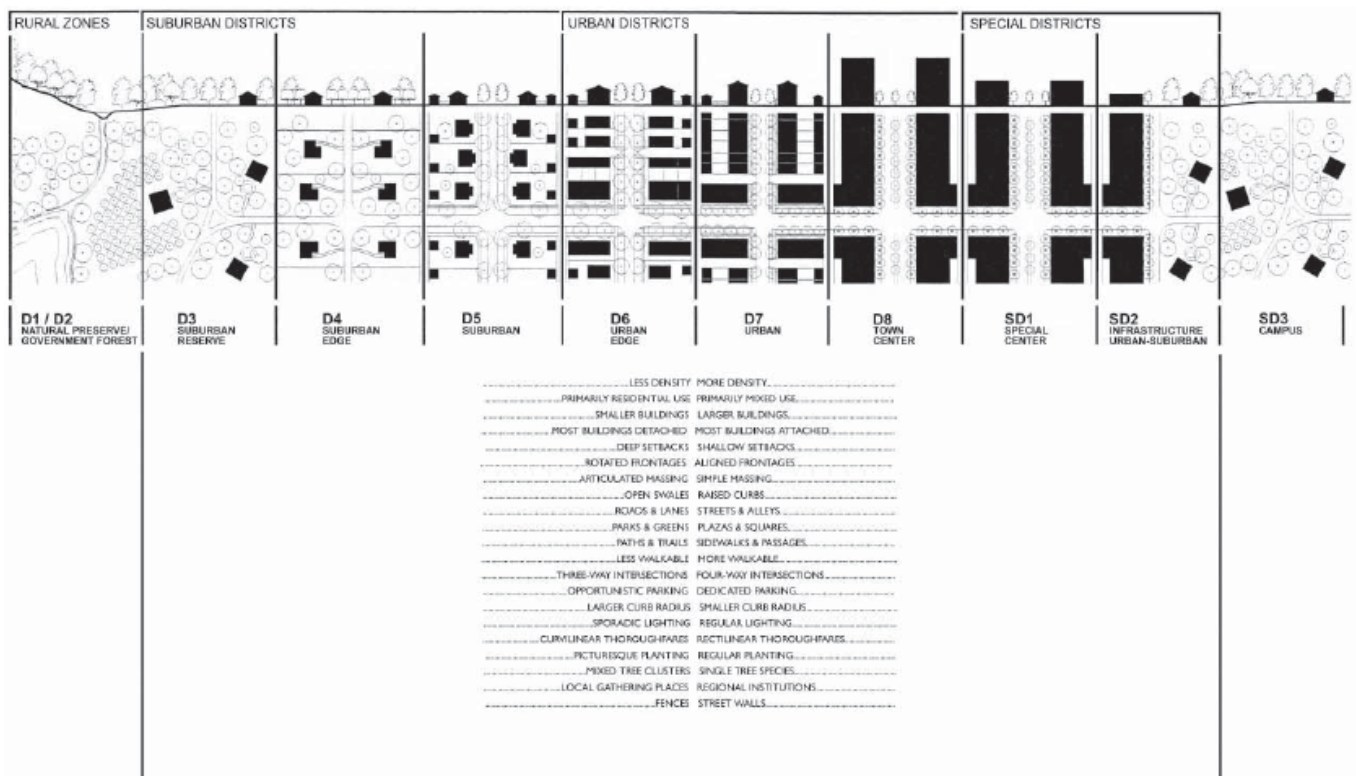 RURAL ZONES
SUBURBAN DISTRICTS
URBAN DISTRICTS
SPECIAL DISTRICTS
D1 / D2
NATURAL PRESERVE/
GOVERNMENT FOREST
D3
SUBURBAN
RESERVE
D4
SUBURBAN
EDGE
D5
SUBURBAN
D6
URBAN
EDGE
D7
URBAN
D8
TOWN
CENTER
SD1
SPECIAL
CENTER
SD2
INFRASTRUCTURE
URBAN-SUBURBAN
SD3
CAMPUS
LESS DENSITY MORE DENSITY
PRIMARILY RESIDENTIAL USE PRIMARILY MIXED USE
SMALLER BUILDINGS LARGER BUILDINGS
MOST BUILDINGS DETACHED MOST BUILDINGS ATTACHED
DEEP SETBACKS SHALLOW SETBACKS
ROTATED FRONTAGES ALIGNED FRONTAGES
ARTICULATED MASSING SIMPLE MASSING
OPEN SWALES RAISED CURBS
ROADS & LANES STREETS & ALLEYS
PARKS & GREENS PLAZAS & SQUARES
PATHS & TRAILS SIDEWALKS & PASSAGES
LESS WALKABLE MORE WALKABLE
THREE-WAY INTERSECTIONS FOUR-WAY INTERSECTIONS
OPPORTUNISTIC PARKING DEDICATED PARKING
LARGER CURB RADIUS SMALLER CURB RADIUS
SPORADIC LIGHTING REGULAR LIGHTING
CURVILINEAR THOROUGHFARES RECTILINEAR THOROUGHFARES
PICTURESQUE PLANTING REGULAR PLANTING
MIXED TREE CLUSTERS SINGLE TREE SPECIES
LOCAL GATHERING PLACES REGIONAL INSTITUTIONS
FENCES STREET WALLS